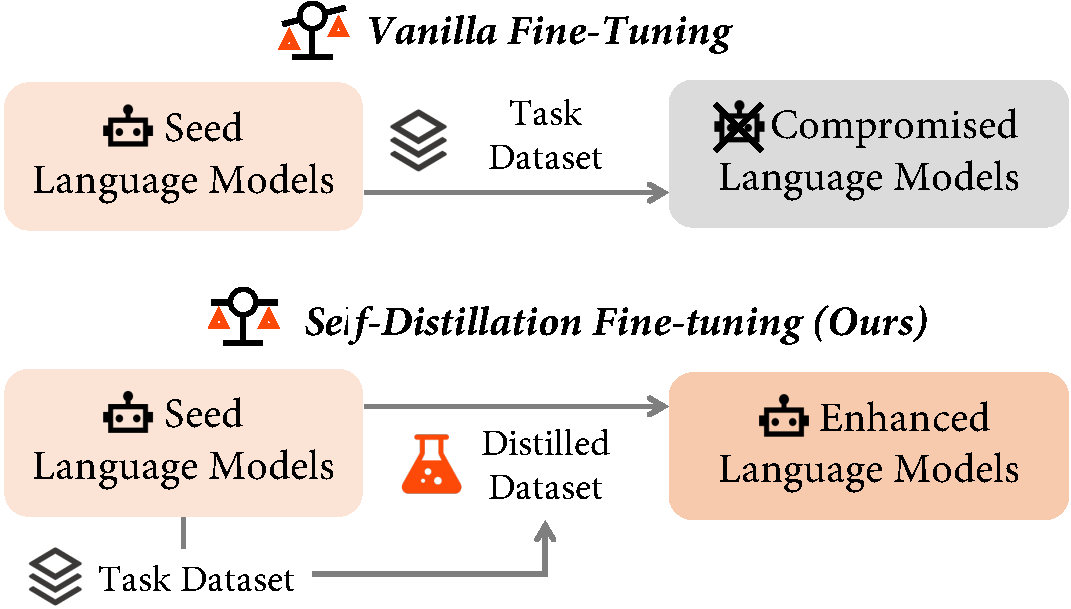 Vanilla Fine-Tuning
Seed
Language Models
Task
Dataset
Compromised
Language Models
Self-Distillation Fine-tuning (Ours)
Seed
Language Models
Distilled
Dataset
Enhanced
Language Models
Task Dataset